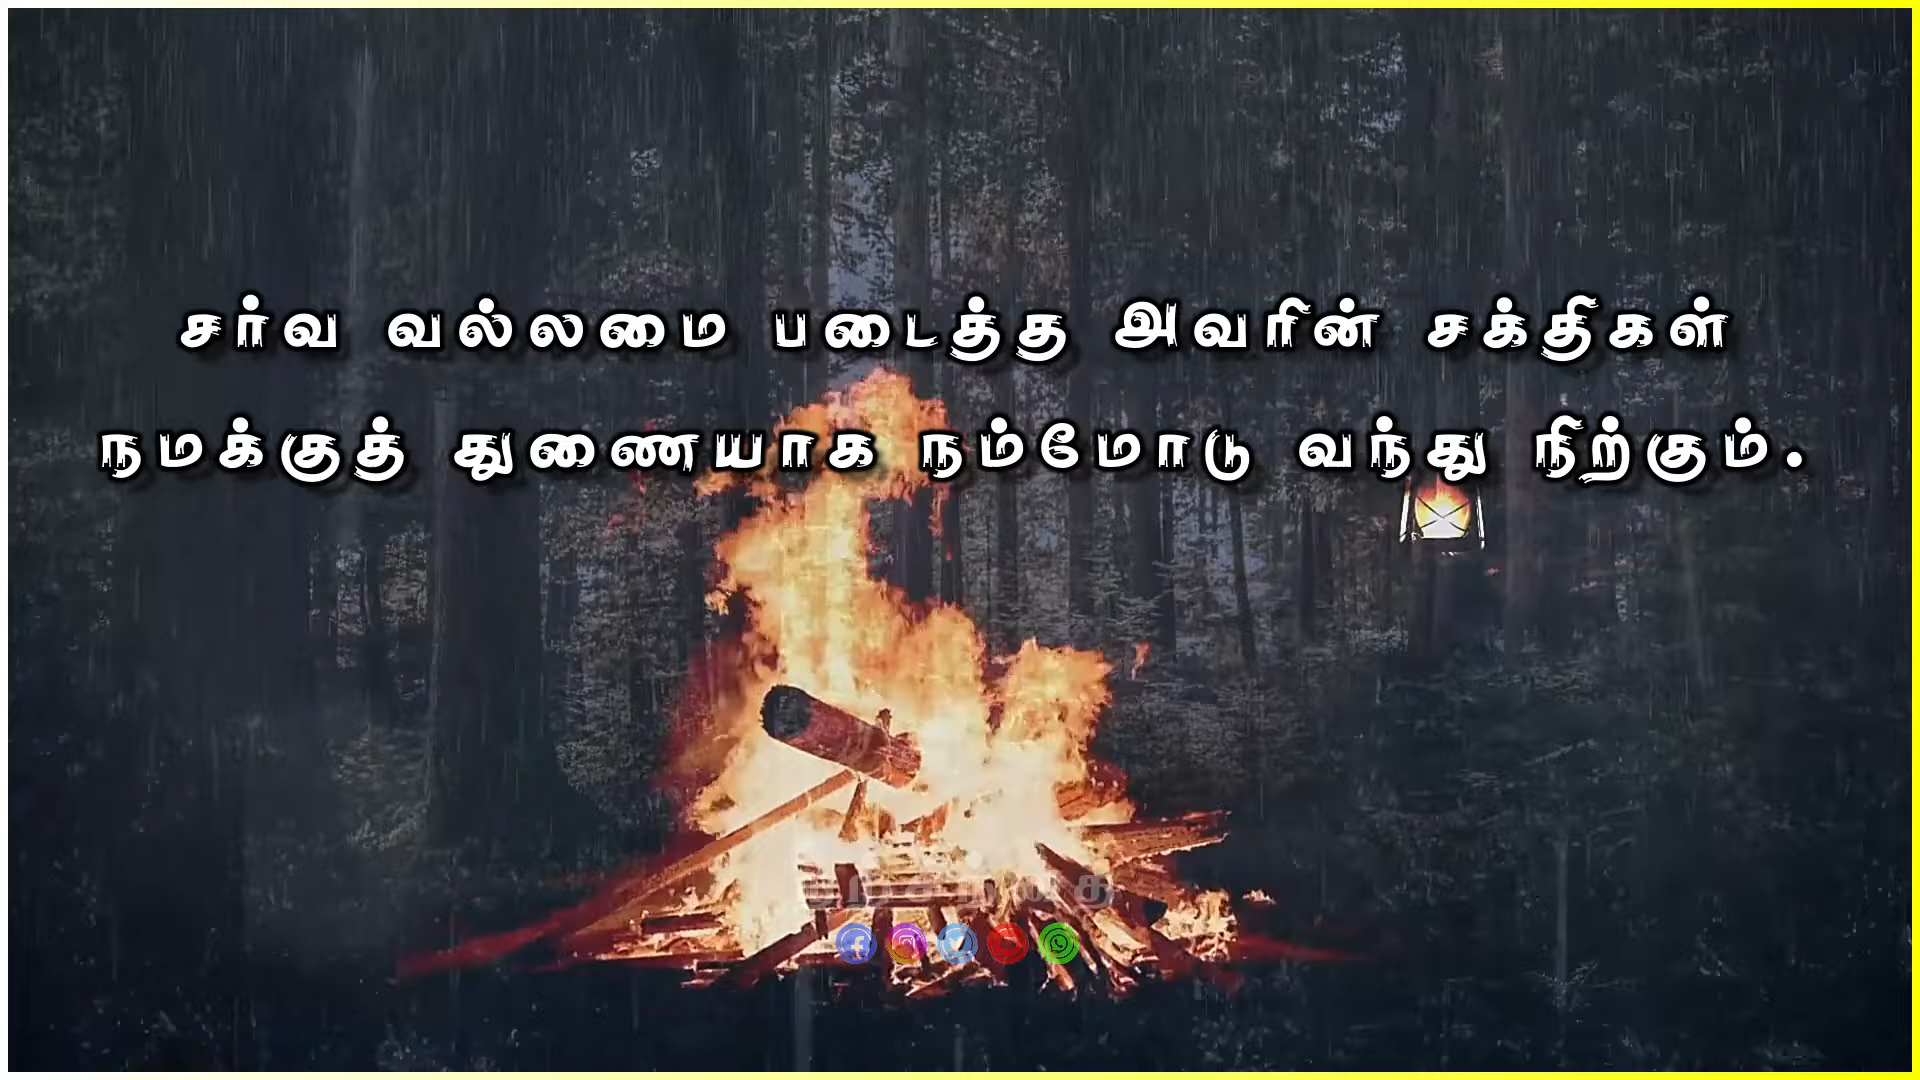 சர்வ வல்லமை படைத்த அவரின் சக்திகள்
நமக்குத் துணையாக நம்மோடு வந்து நிற்கும்.